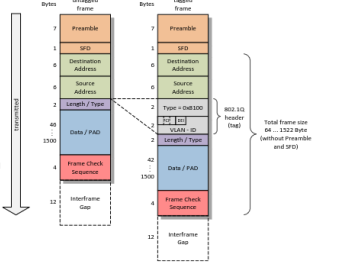 Bytes
untagged
frame
7
Preamble
1
SFD
6
Destination
Address
6
Source
Address
2
Length / Type
46
1500
Data / PAD
4
Frame Check
Sequence
12
Interframe
Gap
transmitted
Bytes
tagged
frame
7
Preamble
1
SFD
6
Destination
Address
6
Source
Address
2
Type = 0x8100
2
VLAN - ID
2
Length / Type
42
1500
Data / PAD
4
Frame Check
Sequence
12
Interframe
Gap
802.1Q
header
(tag)
Total frame size
64 ... 1522 Byte
(without Preamble
and SFD)